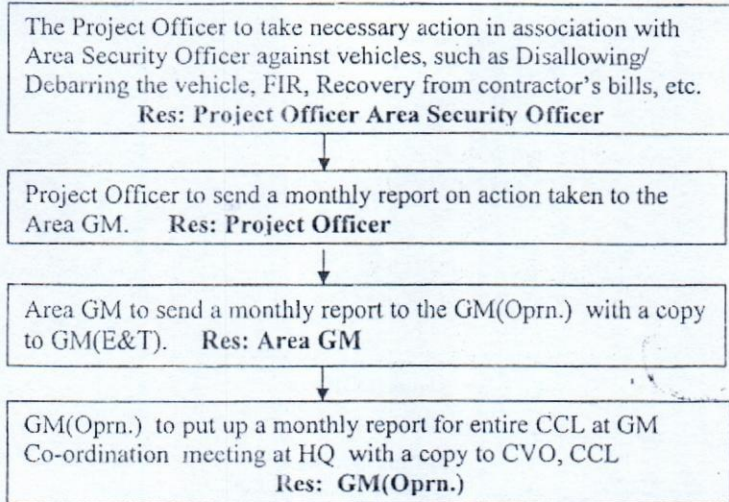 The Project Officer to take necessary action in association with
Area Security Officer against vehicles, such as Disallowing/
Debarring the vehicle, FIR, Recovery from contractor's bills, etc.
Res: Project Officer Area Security Officer
Project Officer to send a monthly report on action taken to the
Area GM. Res: Project Officer
Area GM to send a monthly report to the GM(Oprn.) with a copy
to GM(E&T). Res: Area GM
GM(Oprn.) to put up a monthly report for entire CCL at GM
Co-ordination meeting at HQ with a copy to CVO, CCL
Res: GM(Oprn.)